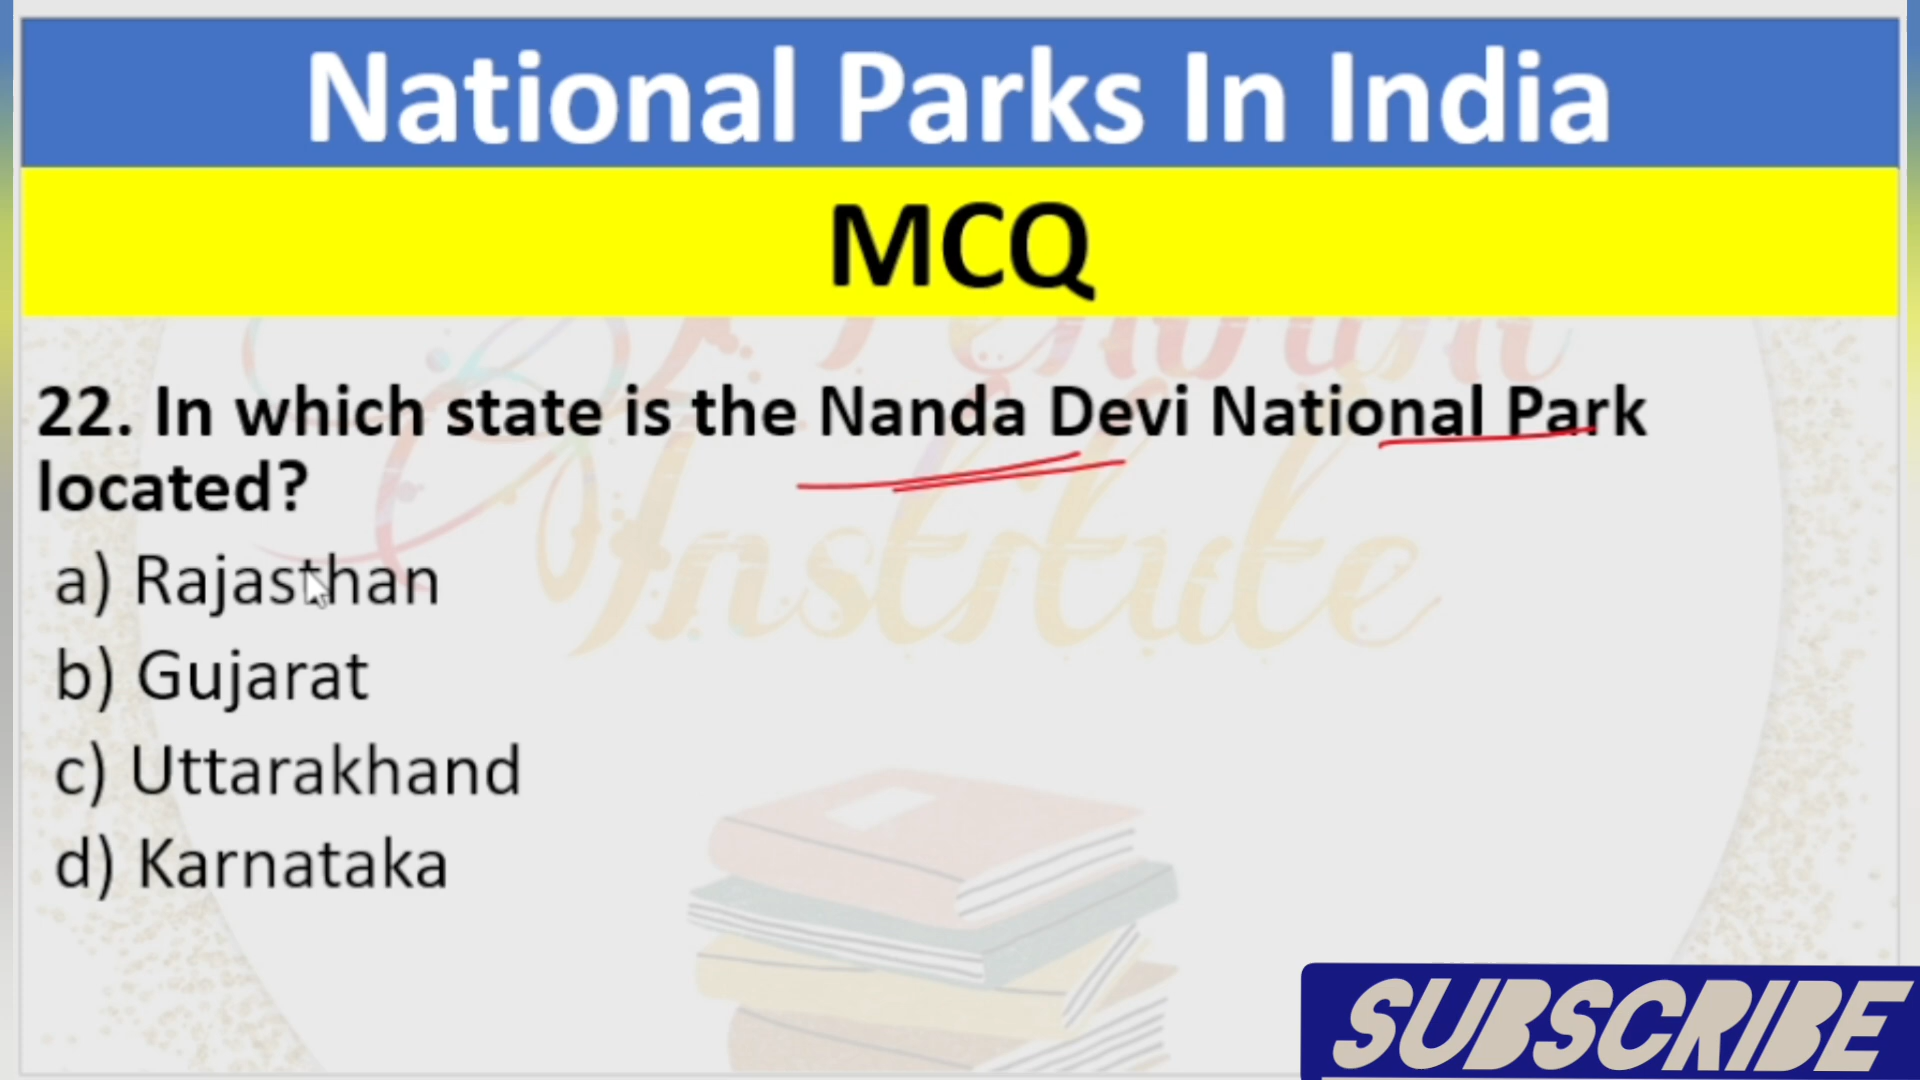 National Parks In India
MCQ
22. In which state is the Nanda Devi National Park
located?
a) Rajasthan
b) Gujarat
c) Uttarakhand
d) Karnataka
Institute
SUBSCRIBE